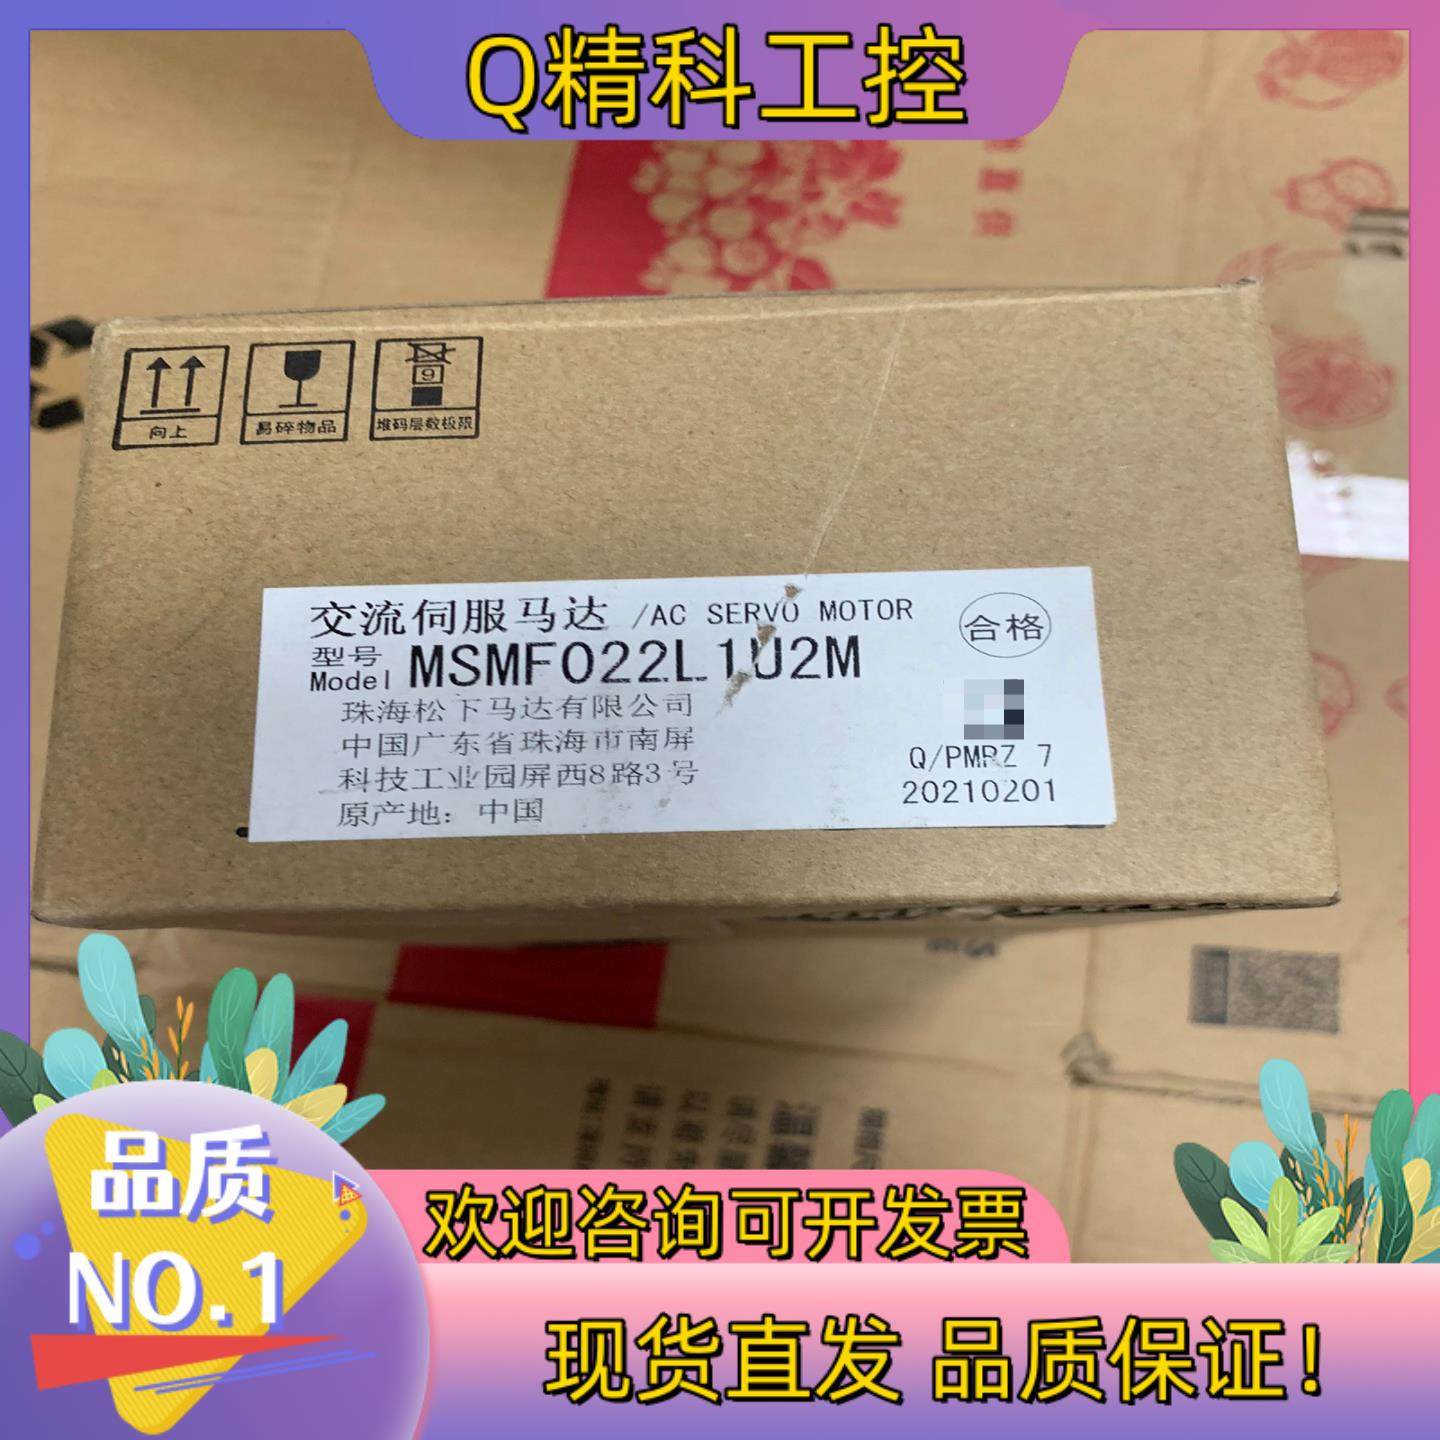 Q精科工控
向上
易碎物品
9
堆码层数极限
交流伺服马达 /AC SERVO MOTOR
合格
型号
Model MSMF022L1U2M
珠海松下马达有限公司
中国广东省珠海市南屏
科技工业园屏西8路3号
原产地：中国
Q/PMRZ 7
20210201
品质
NO.1
欢迎咨询可开发票
现货直发 品质保证！